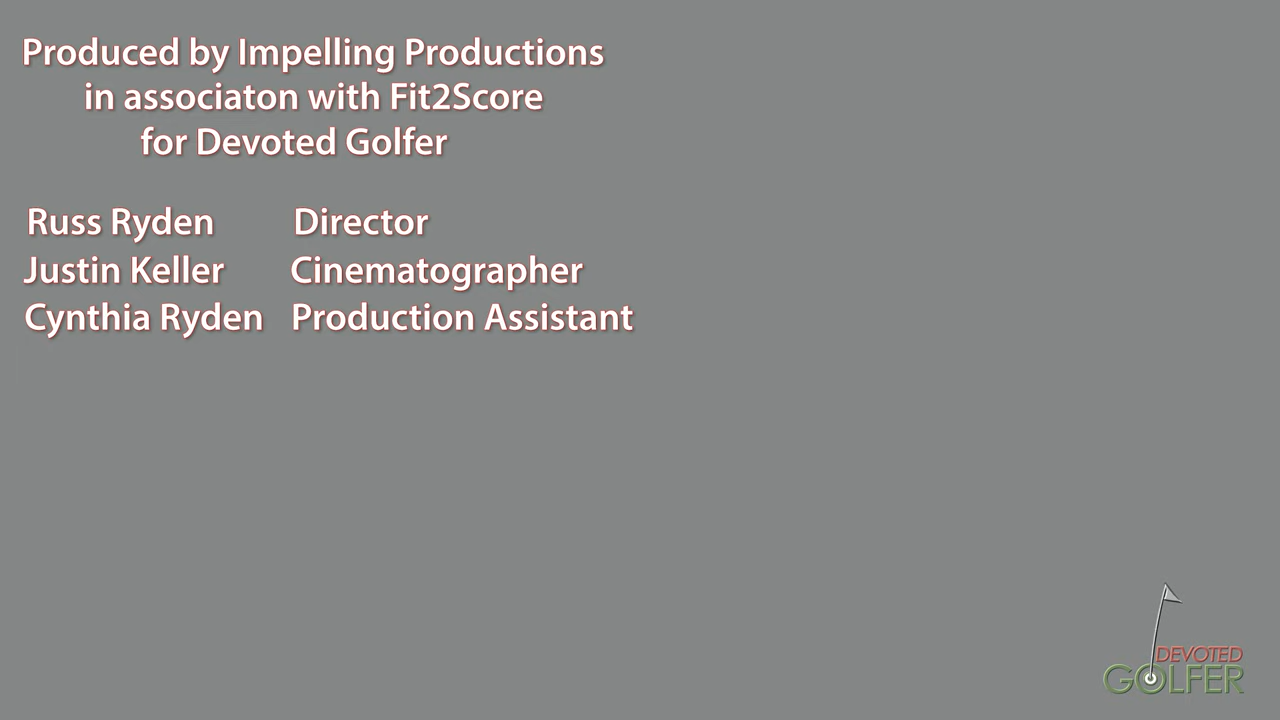 Produced by Impelling Productions
in associaton with Fit2Score
for Devoted Golfer
Russ Ryden Director
Justin Keller Cinematographer
Cynthia Ryden Production Assistant
DEVOTED
GOLFER